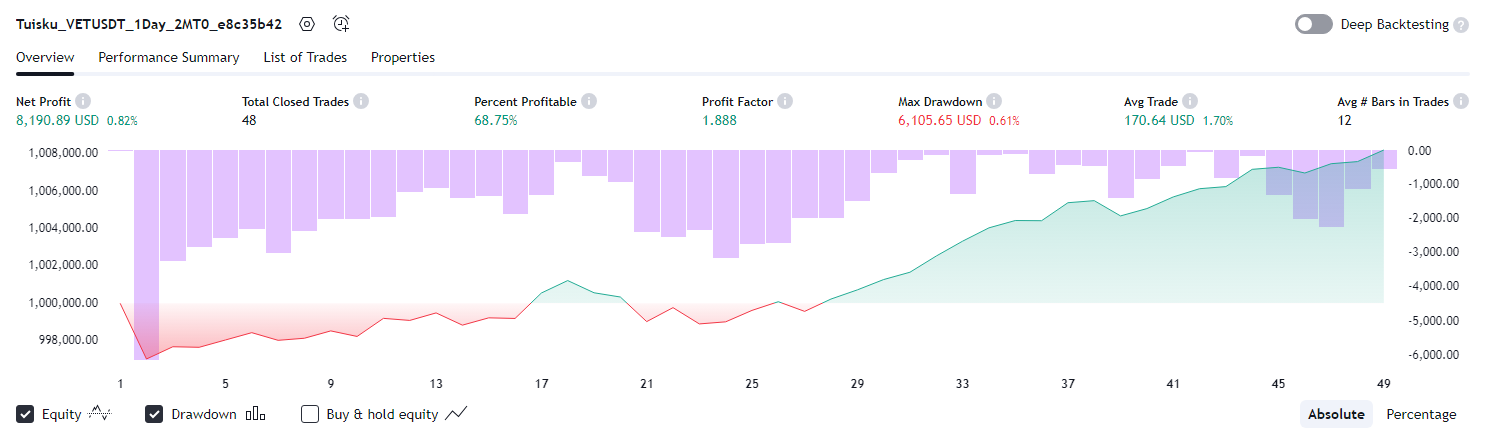 Tuisku_VETUSDT_1Day_2MT0_e8c35b42 Deep Backtesting ?
Overview Performance Summary List of Trades Properties
Net Profit Total Closed Trades Percent Profitable Profit Factor Max Drawdown Avg Trade Avg # Bars in Trades
8,190.89 USD 0.82% 48 68.75% 1.888 6,105.65 USD 0.61% 170.64 USD 1.70% 12
1,008,000.00 0.00
1,006,000.00 -1,000.00
1,004,000.00 -2,000.00
1,002,000.00 -3,000.00
1,000,000.00 -4,000.00
998,000.00 -5,000.00
-6,000.00
1 5 9 13 17 21 25 29 33 37 41 45 49
Equity Drawdown Buy & hold equity Absolute Percentage